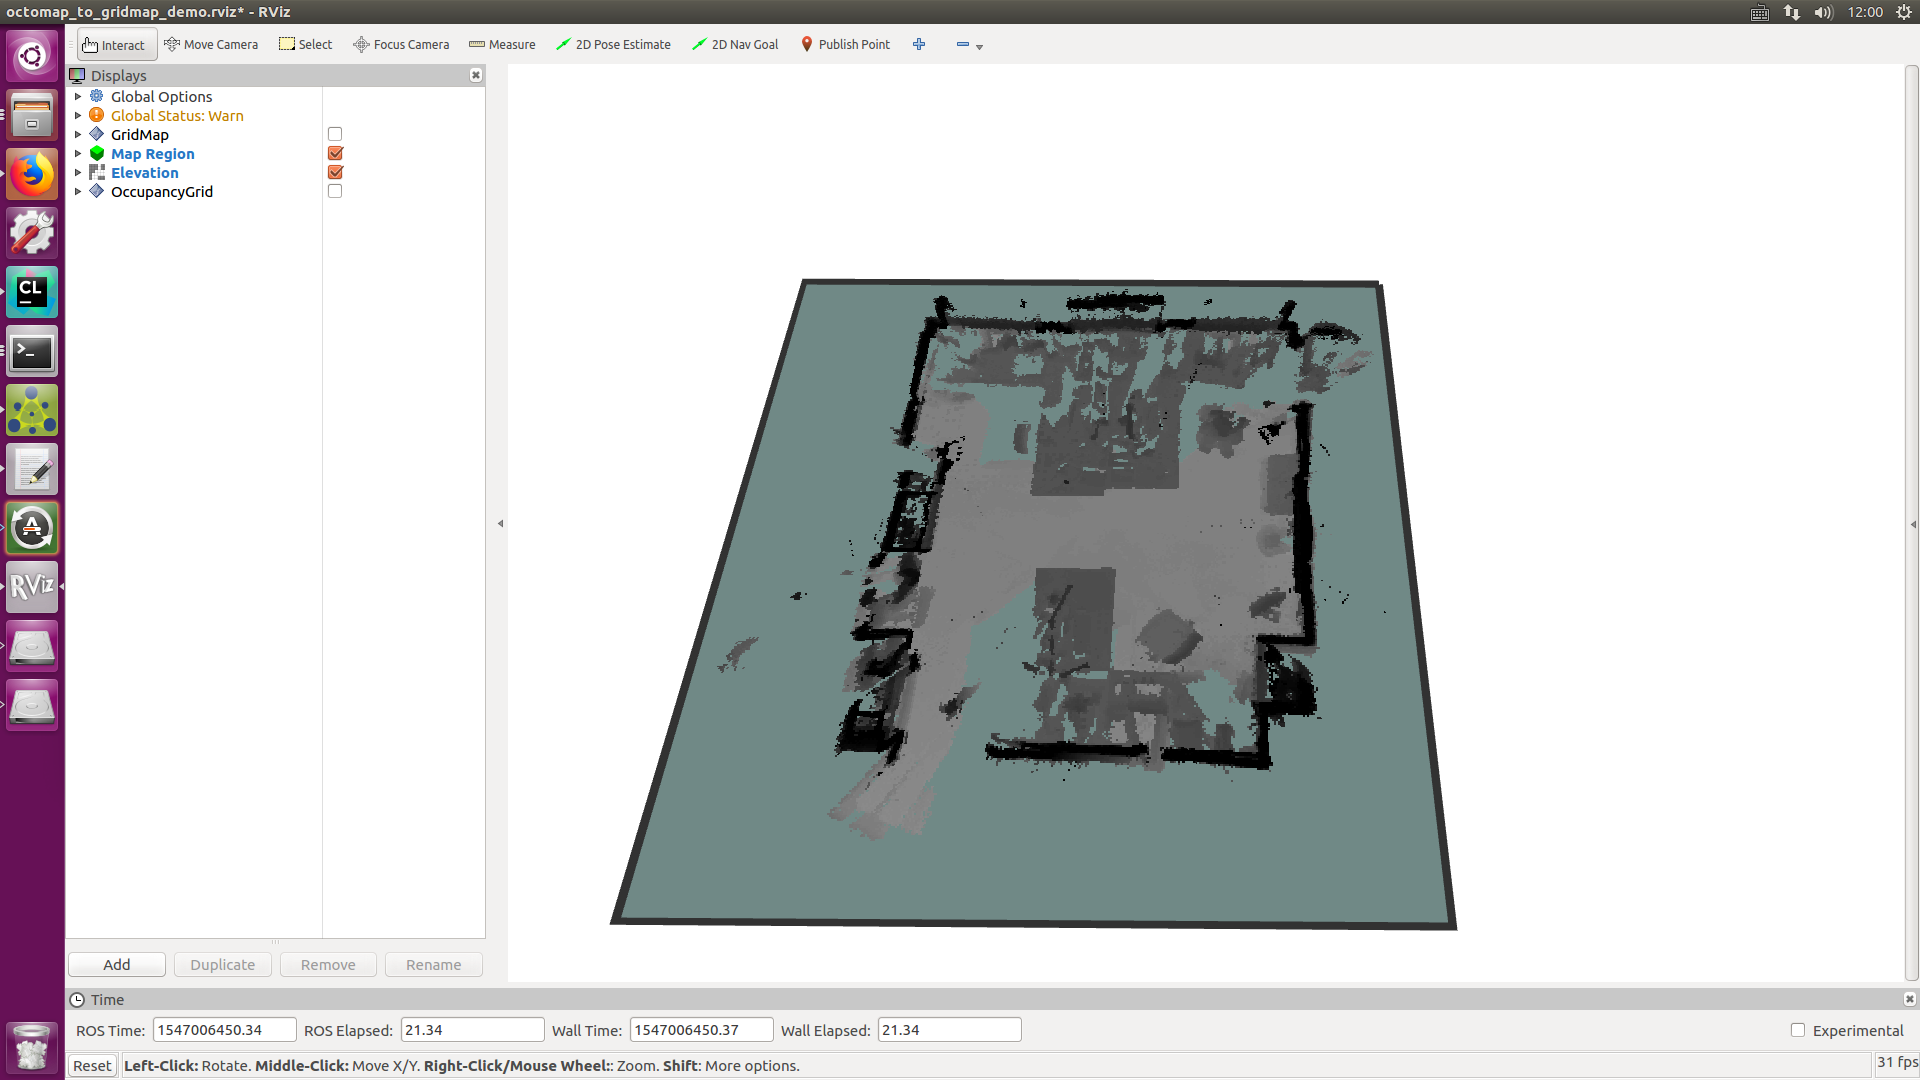 octomap_to_gridmap_demo.rviz* - RViz
12:00
Interact Move Camera Select Focus Camera Measure 2D Pose Estimate 2D Nav Goal Publish Point
Displays
Global Options
Global Status: Warn
GridMap
Map Region
Elevation
OccupancyGrid
CL
>_
A
RViz
Add Duplicate Remove Rename
Time
ROS Time: 1547006450.34 ROS Elapsed: 21.34 Wall Time: 1547006450.37 Wall Elapsed: 21.34 Experimental
Reset Left-Click: Rotate. Middle-Click: Move X/Y. Right-Click/Mouse Wheel:: Zoom. Shift: More options. 31 fps